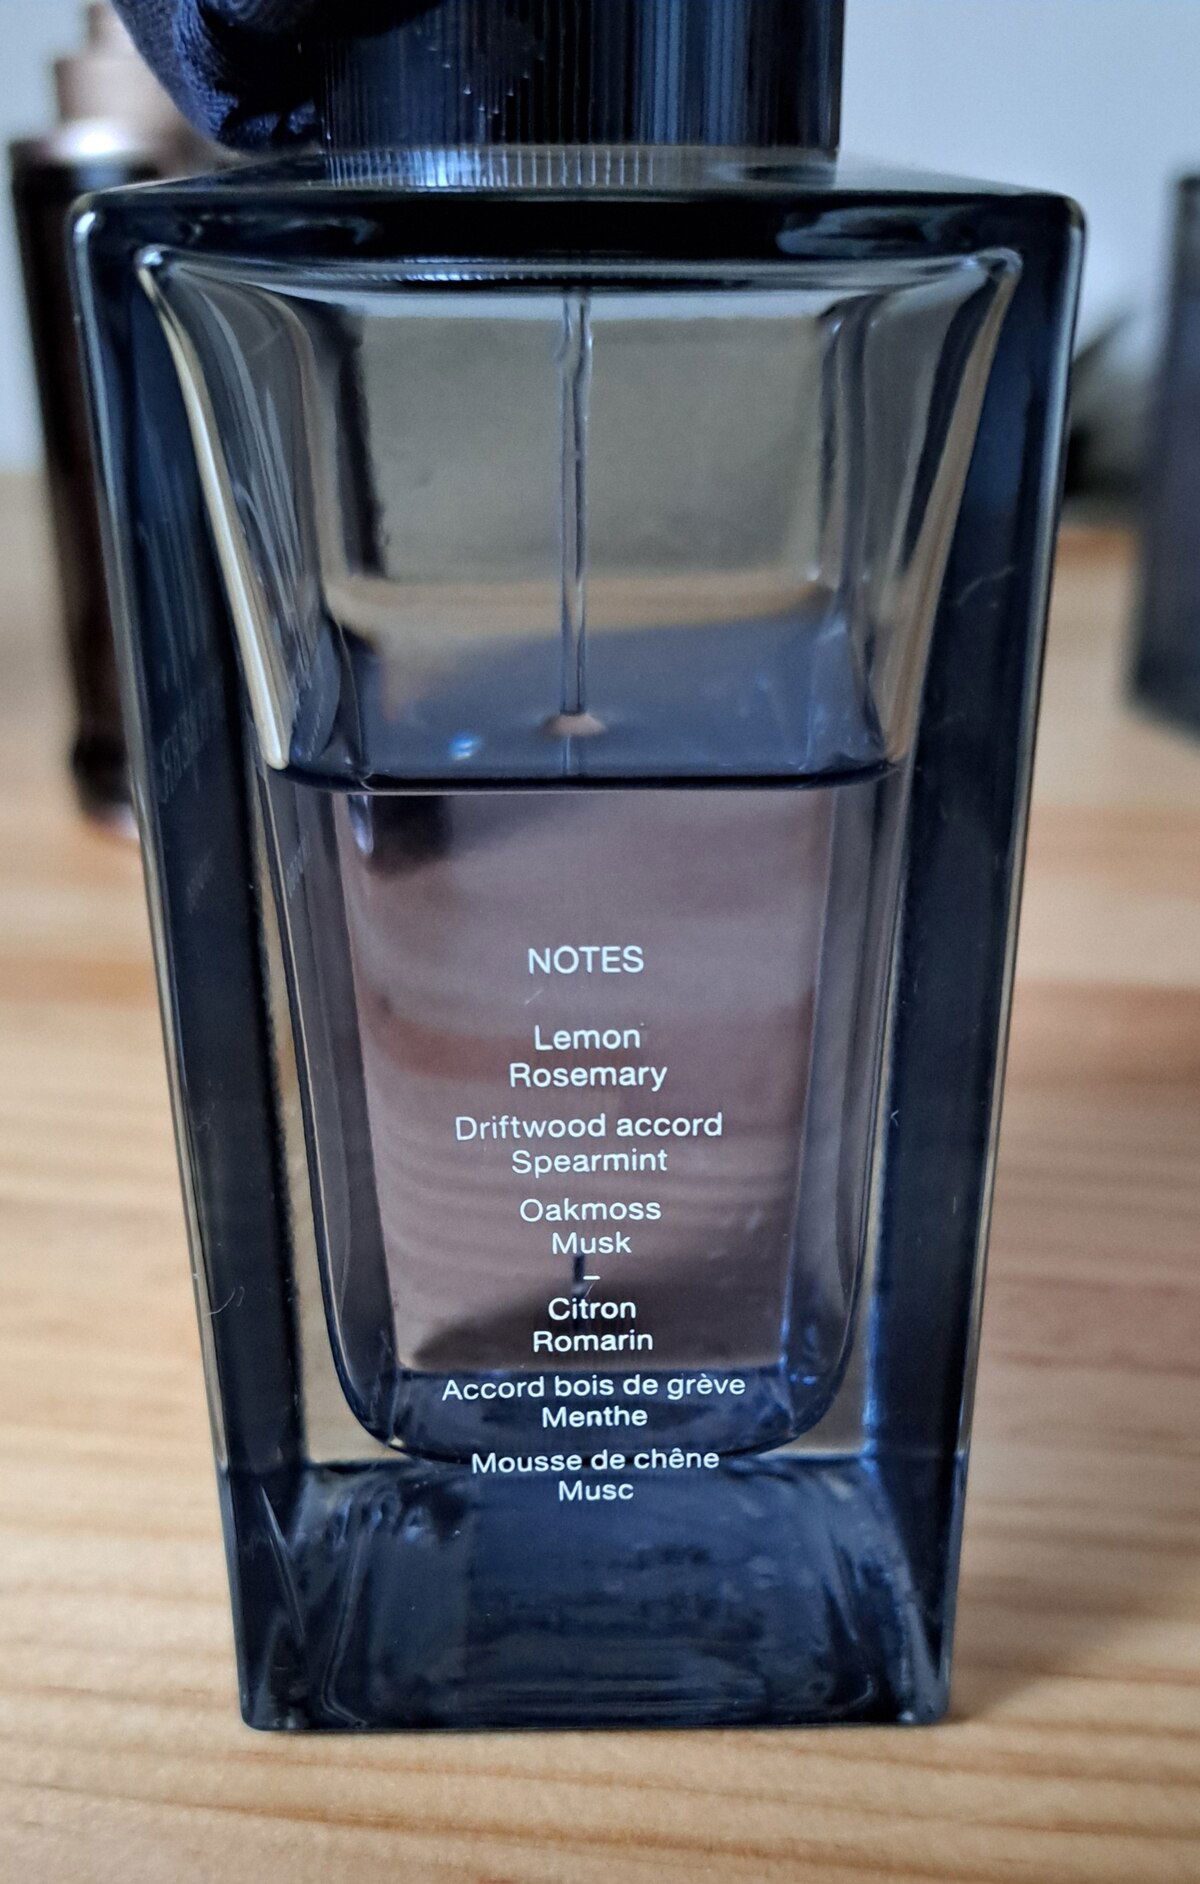 NOTES
Lemon
Rosemary
Driftwood accord
Spearmint
Oakmoss
Musk
–
Citron
Romarin
Accord bois de grève
Menthe
Mousse de chêne
Musc